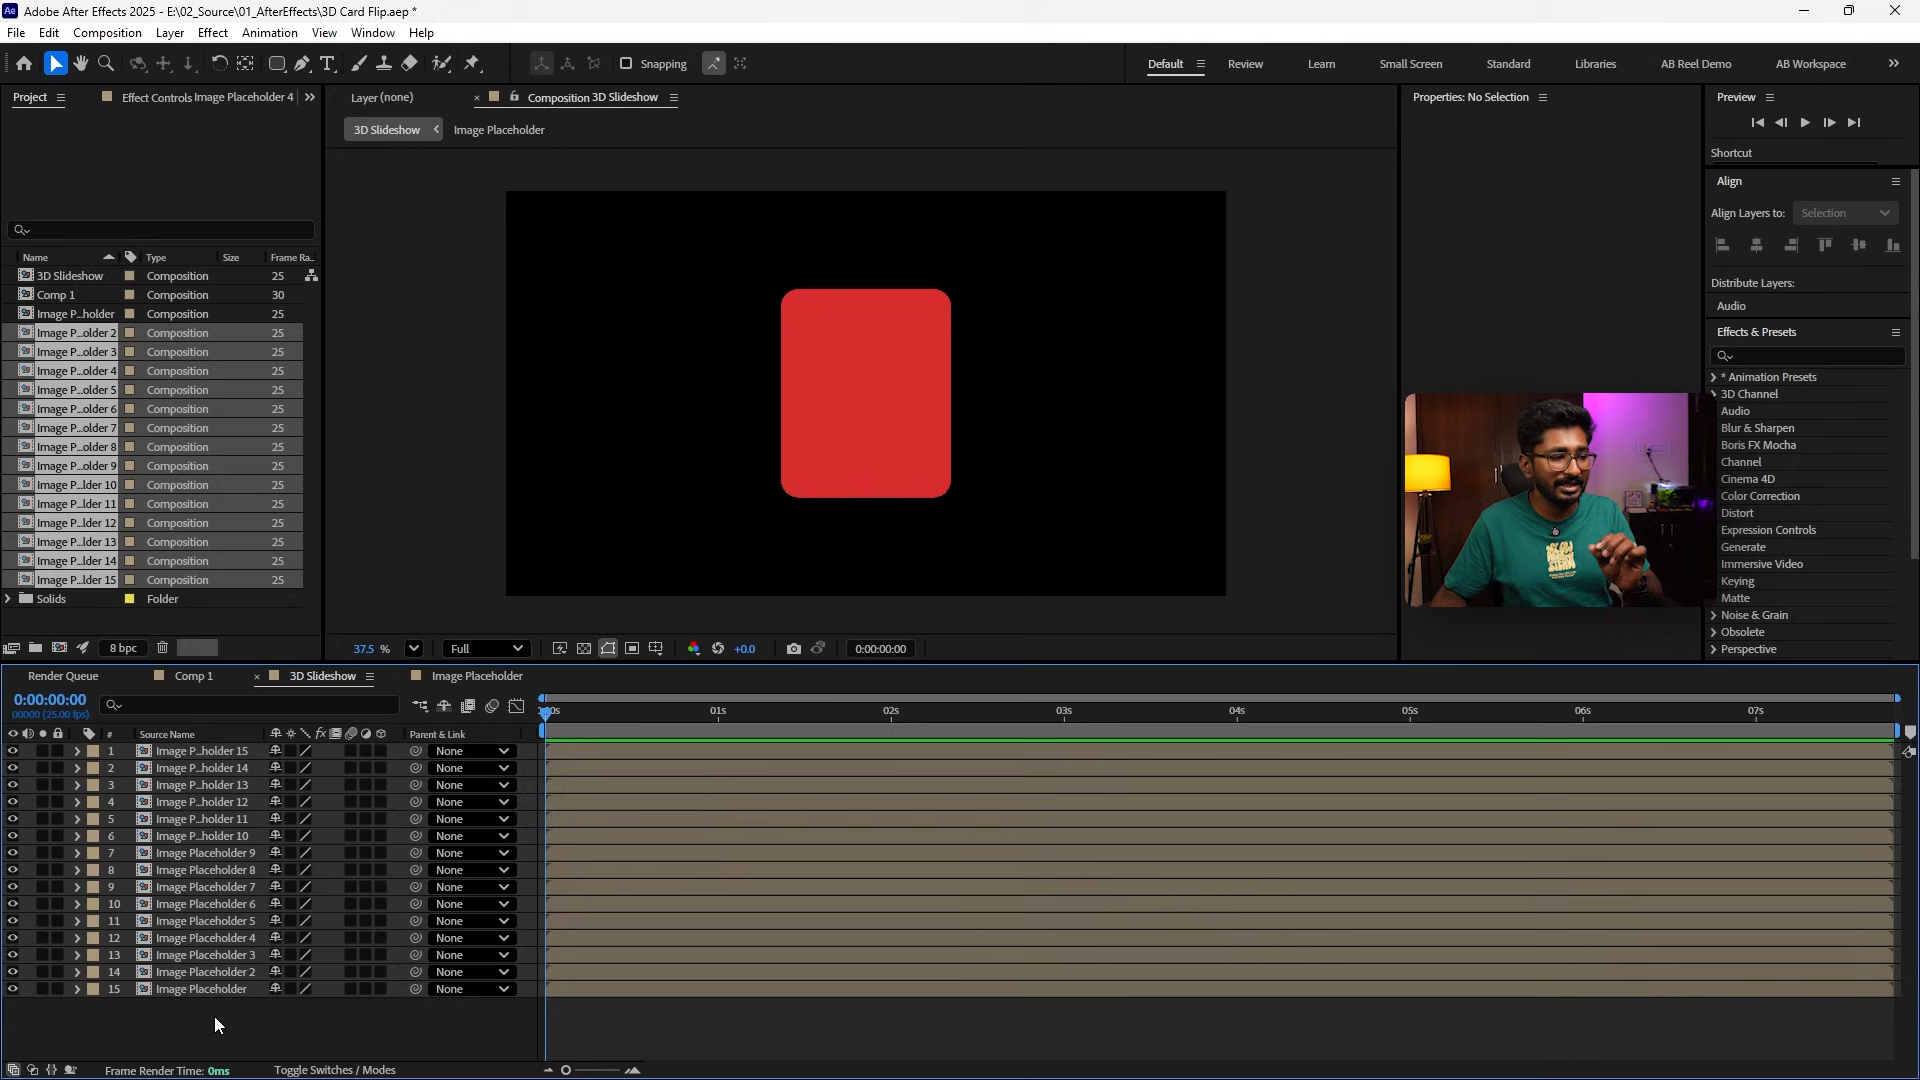 Ae Adobe After Effects 2025 - E:\02_Source\01_AfterEffects\3D Card Flip.aep *
File Edit Composition Layer Effect Animation View Window Help
Snapping
Default Review Learn Small Screen Standard Libraries AB Reel Demo AB Workspace
Project Effect Controls Image Placeholder 4
Layer (none) Composition 3D Slideshow
Properties: No Selection
Preview
3D Slideshow Image Placeholder
Shortcut
Align
Align Layers to: Selection
Distribute Layers:
Audio
Effects & Presets
* Animation Presets
3D Channel
Audio
Blur & Sharpen
Boris FX Mocha
Channel
Cinema 4D
Color Correction
Distort
Expression Controls
Generate
Immersive Video
Keying
Matte
Noise & Grain
Obsolete
Perspective
Name Type Size Frame Ra..
3D Slideshow Composition 25
Comp 1 Composition 30
Image P...holder Composition 25
Image P...older 2 Composition 25
Image P...older 3 Composition 25
Image P...older 4 Composition 25
Image P...older 5 Composition 25
Image P...older 6 Composition 25
Image P...older 7 Composition 25
Image P...older 8 Composition 25
Image P...older 9 Composition 25
Image P...lder 10 Composition 25
Image P...lder 11 Composition 25
Image P...lder 12 Composition 25
Image P...lder 13 Composition 25
Image P...lder 14 Composition 25
Image P...lder 15 Composition 25
Solids Folder
8 bpc
37.5 % Full +0.0 0:00:00:00
Render Queue Comp 1 × 3D Slideshow Image Placeholder
0:00:00:00
00000 (25.00 fps)
01s 02s 03s 04s 05s 06s 07s
# Source Name fx Parent & Link
1 Image P...holder 15 None
2 Image P...holder 14 None
3 Image P...holder 13 None
4 Image P...holder 12 None
5 Image P...holder 11 None
6 Image P...holder 10 None
7 Image Placeholder 9 None
8 Image Placeholder 8 None
9 Image Placeholder 7 None
10 Image Placeholder 6 None
11 Image Placeholder 5 None
12 Image Placeholder 4 None
13 Image Placeholder 3 None
14 Image Placeholder 2 None
15 Image Placeholder None
Frame Render Time: 0ms Toggle Switches / Modes